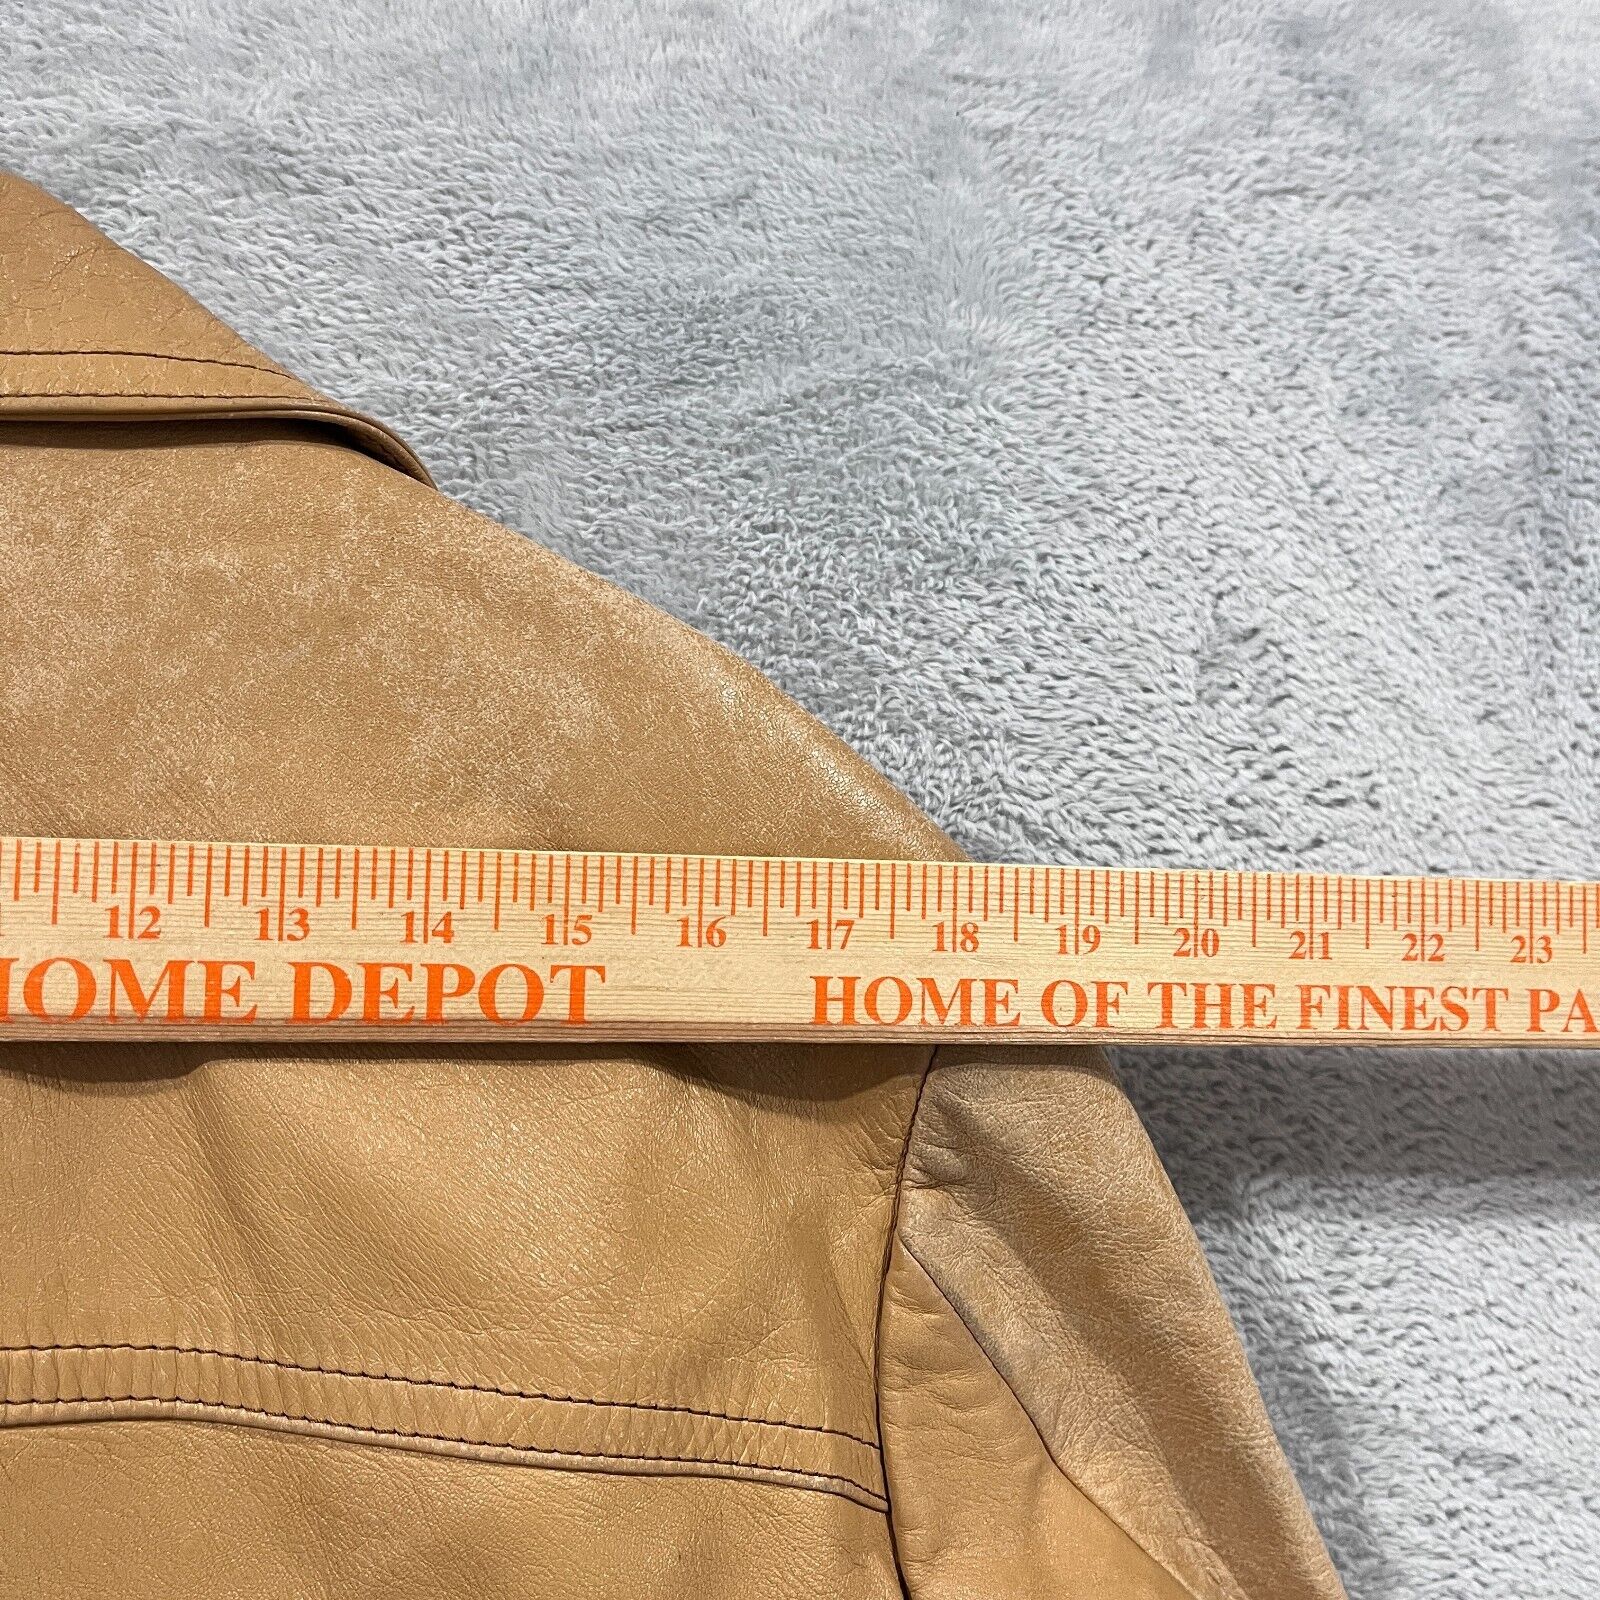 12 13 14 15 16 17 18 19 20 21 22 23
HOME DEPOT HOME OF THE FINEST PA